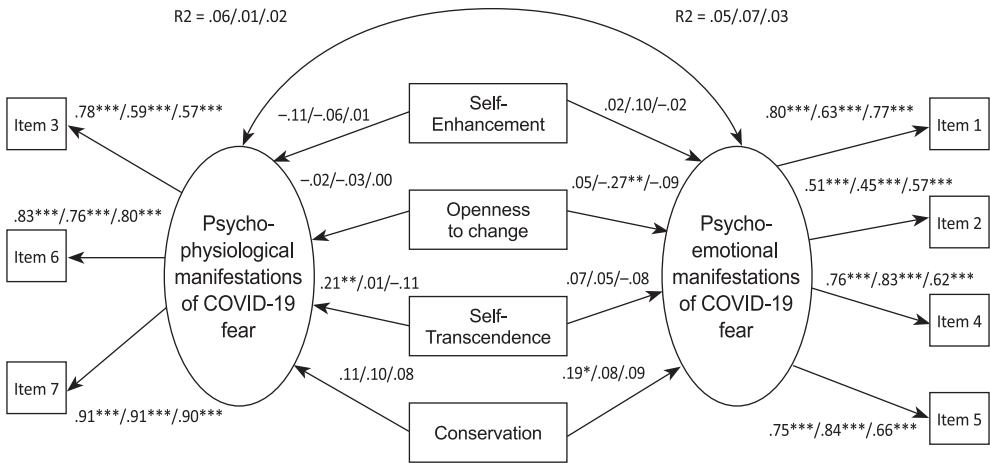 R2 = .06/.01/.02
R2 = .05/.07/.03
.78***/.59***/.57***
Item 3
–.11/–.06/.01
Self-
Enhancement
.02/.10/–.02
.80***/.63***/.77***
Item 1
–.02/–.03/.00
.05/–.27**/–.09
.51***/.45***/.57***
.83***/.76***/.80***
Item 6
Psycho-
physiological
manifestations
of COVID-19
fear
Openness
to change
Psycho-
emotional
manifestations
of COVID-19
fear
Item 2
.21**/.01/–.11
Self-
Transcendence
.07/.05/–.08
.76***/.83***/.62***
Item 4
Item 7
.91***/.91***/.90***
.11/.10/.08
Conservation
.19*/.08/.09
.75***/.84***/.66***
Item 5